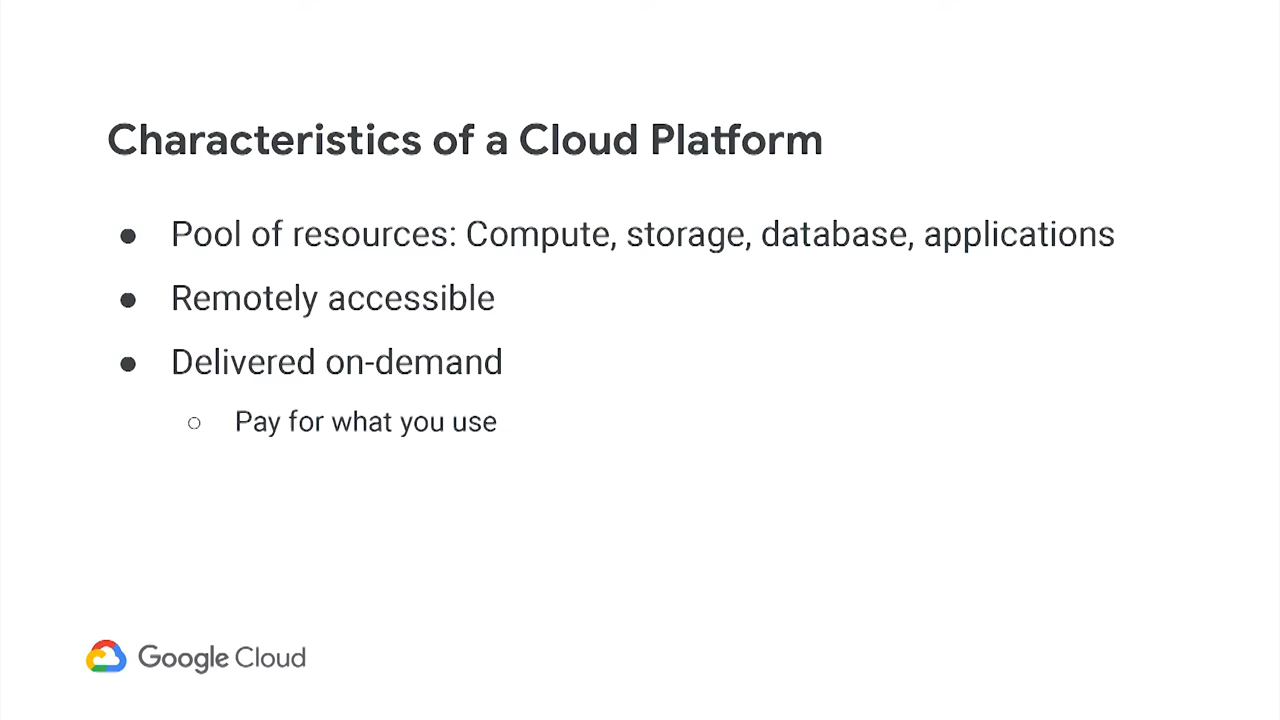 Characteristics of a Cloud Platform
● Pool of resources: Compute, storage, database, applications
● Remotely accessible
● Delivered on-demand
○ Pay for what you use
Google Cloud